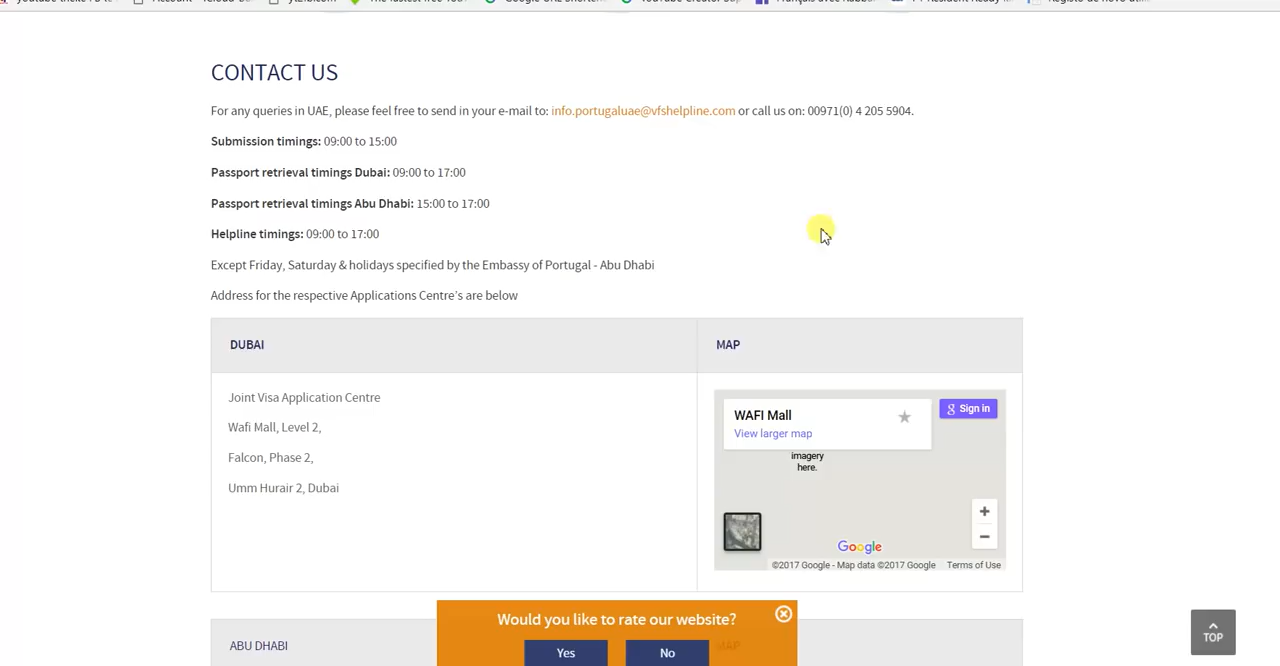 CONTACT US
For any queries in UAE, please feel free to send in your e-mail to: info.portugaluae@vfshelpline.com or call us on: 00971(0) 4 205 5904.
Submission timings: 09:00 to 15:00
Passport retrieval timings Dubai: 09:00 to 17:00
Passport retrieval timings Abu Dhabi: 15:00 to 17:00
Helpline timings: 09:00 to 17:00
Except Friday, Saturday & holidays specified by the Embassy of Portugal - Abu Dhabi
Address for the respective Applications Centre's are below
DUBAI
MAP
Joint Visa Application Centre
Wafi Mall, Level 2,
Falcon, Phase 2,
Umm Hurair 2, Dubai
WAFI Mall
View larger map
Sign in
imagery
here.
Google
©2017 Google - Map data ©2017 Google Terms of Use
Would you like to rate our website?
Yes
No
ABU DHABI
MAP
TOP